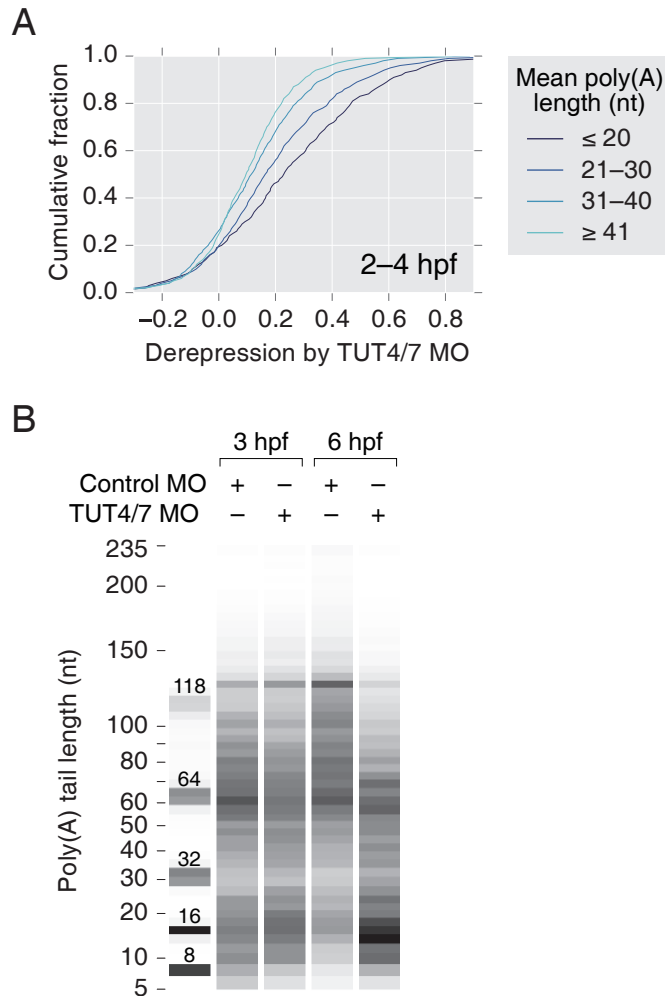 A
1.0
0.8
0.6
0.4
0.2
0.0
Cumulative fraction
2–4 hpf
−0.2 0.0 0.2 0.4 0.6 0.8
Derepression by TUT4/7 MO
Mean poly(A)
length (nt)
≤ 20
21–30
31–40
≥ 41
B
3 hpf 6 hpf
Control MO + − + −
TUT4/7 MO − + − +
235
200
150
100
80
60
50
40
30
20
10
5
Poly(A) tail length (nt)
118
64
32
16
8